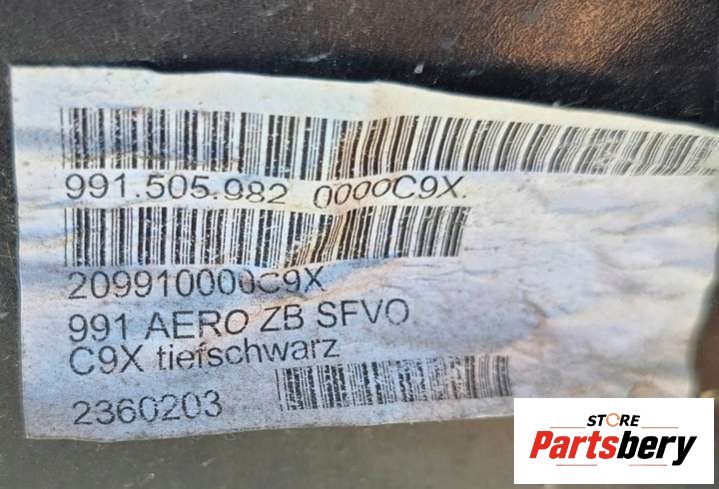 991.505.982 0000C9X.
209910000C9X
991 AERO ZB SFVO
C9X tiefschwarz
2360203
STORE
Partsbery